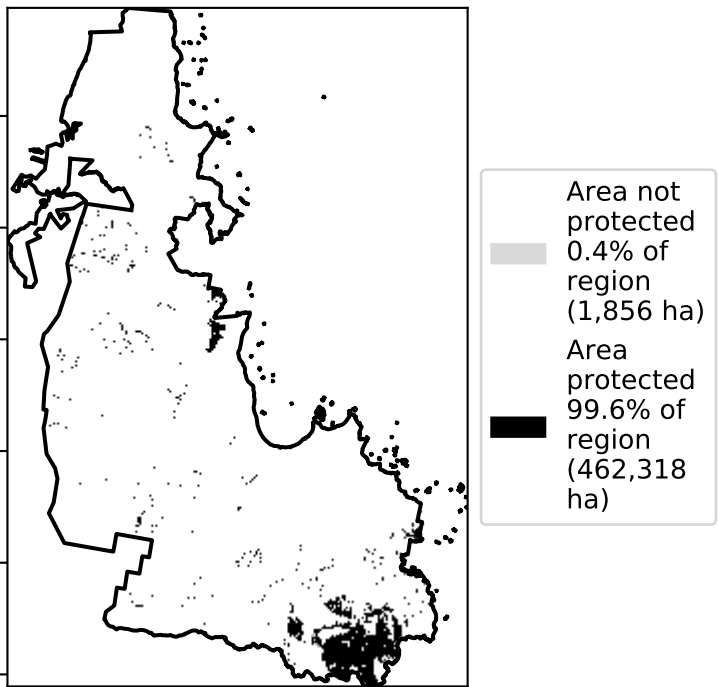 Area not
protected
0.4% of
region
(1,856 ha)
Area
protected
99.6% of
region
(462,318
ha)